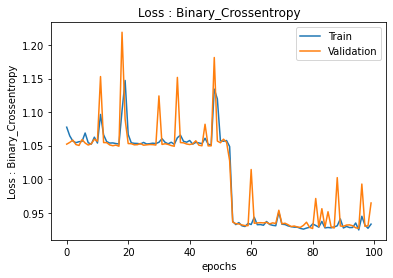 Loss : Binary_Crossentropy
Train
Validation
1.20
1.15
1.10
1.05
1.00
0.95
Loss : Binary_Crossentropy
0
20
40
60
80
100
epochs